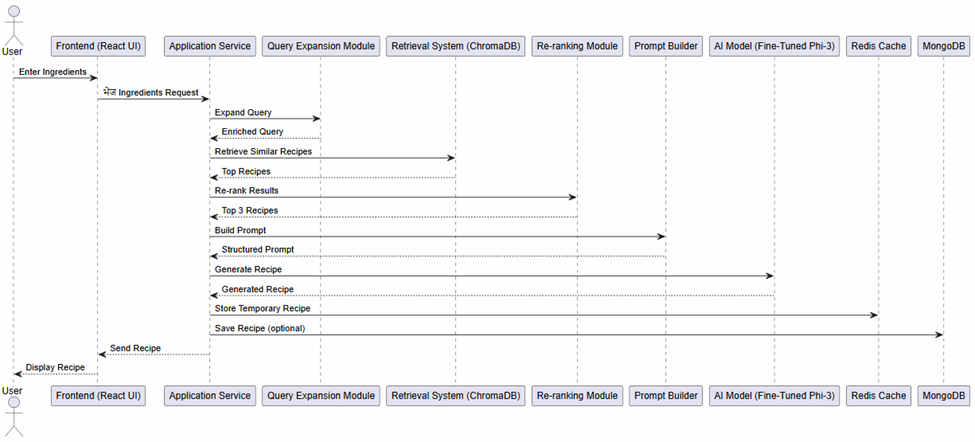 User
Frontend (React UI)
Application Service
Query Expansion Module
Retrieval System (ChromaDB)
Re-ranking Module
Prompt Builder
AI Model (Fine-Tuned Phi-3)
Redis Cache
MongoDB
Enter Ingredients
भेज Ingredients Request
Expand Query
Enriched Query
Retrieve Similar Recipes
Top Recipes
Re-rank Results
Top 3 Recipes
Build Prompt
Structured Prompt
Generate Recipe
Generated Recipe
Store Temporary Recipe
Save Recipe (optional)
Send Recipe
Display Recipe
User
Frontend (React UI)
Application Service
Query Expansion Module
Retrieval System (ChromaDB)
Re-ranking Module
Prompt Builder
AI Model (Fine-Tuned Phi-3)
Redis Cache
MongoDB